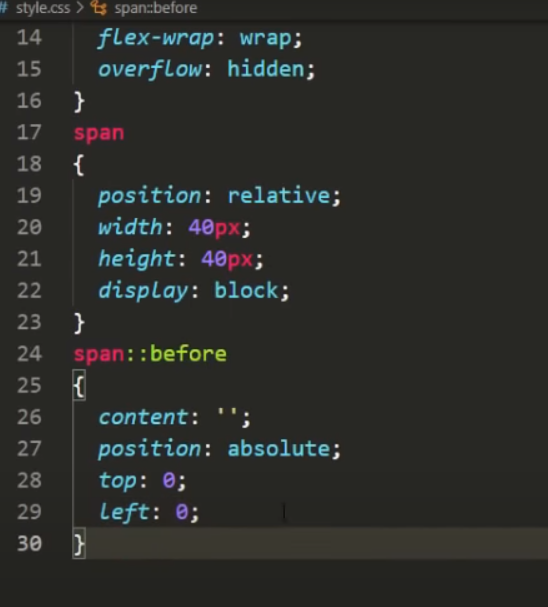 # style.css > span::before
14 flex-wrap: wrap;
15 overflow: hidden;
16 }
17 span
18 {
19 position: relative;
20 width: 40px;
21 height: 40px;
22 display: block;
23 }
24 span::before
25 {
26 content: '';
27 position: absolute;
28 top: 0;
29 left: 0;
30 }